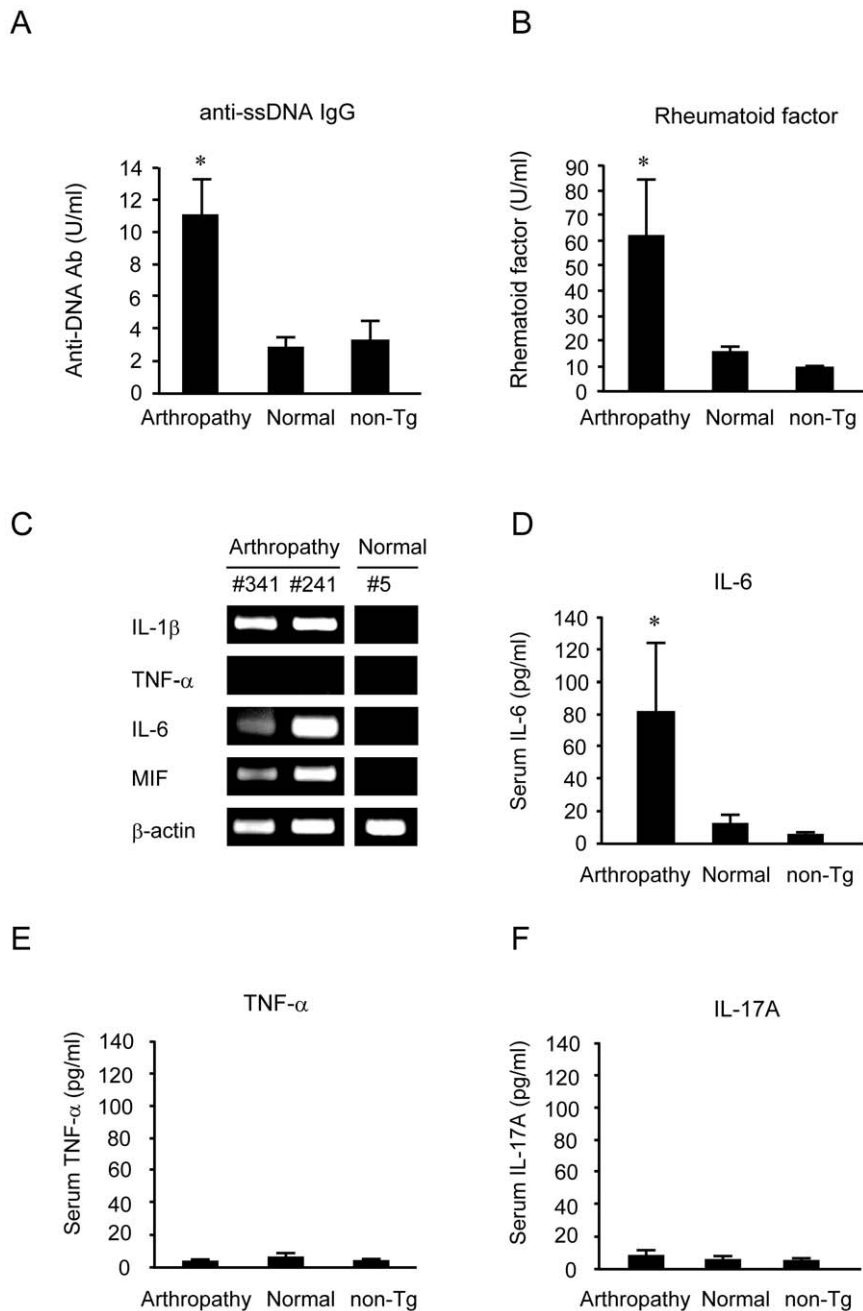 A
anti-ssDNA IgG
Anti-DNA Ab (U/ml)
14
12
10
8
6
4
2
0
*
Arthropathy Normal non-Tg
B
Rheumatoid factor
Rhematoid factor (U/ml)
90
80
70
60
50
40
30
20
10
0
*
Arthropathy Normal non-Tg
C
Arthropathy Normal
#341 #241 #5
IL-1β
TNF-α
IL-6
MIF
β-actin
D
IL-6
Serum IL-6 (pg/ml)
140
120
100
80
60
40
20
0
*
Arthropathy Normal non-Tg
E
TNF-α
Serum TNF-α (pg/ml)
140
120
100
80
60
40
20
0
Arthropathy Normal non-Tg
F
IL-17A
Serum IL-17A (pg/ml)
140
120
100
80
60
40
20
0
Arthropathy Normal non-Tg